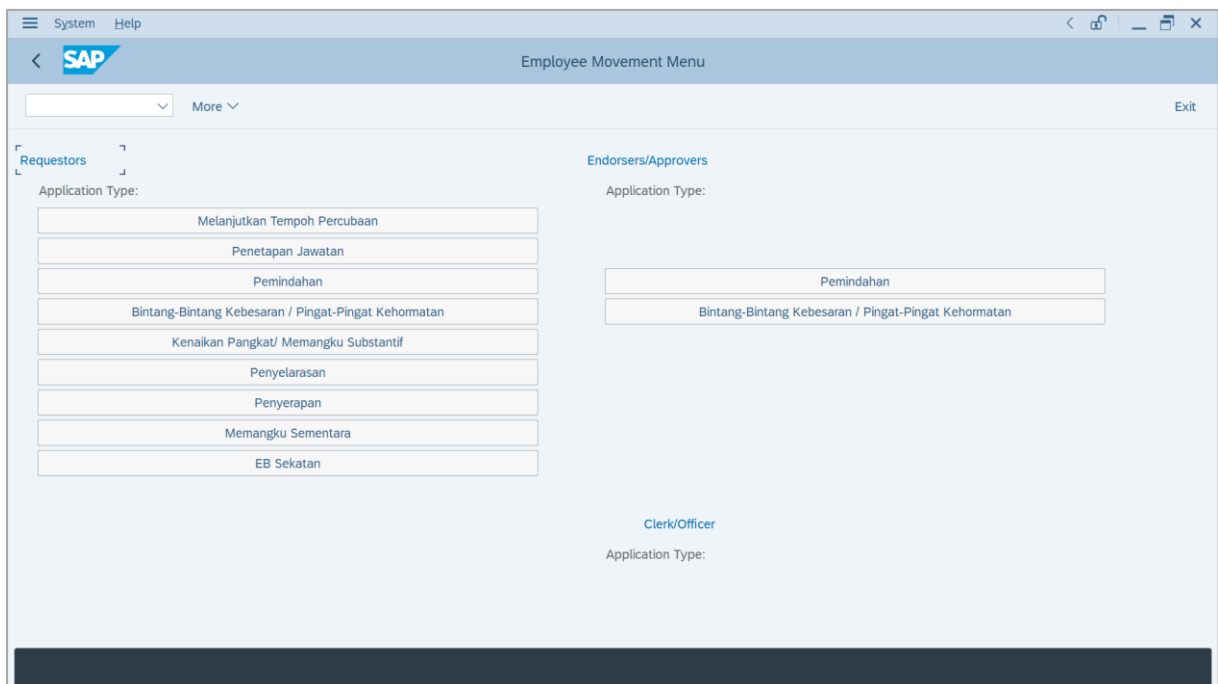 System Help
SAP
Employee Movement Menu
More
Exit
Requestors
Application Type:
Melanjutkan Tempoh Percubaan
Penetapan Jawatan
Pemindahan
Bintang-Bintang Kebesaran / Pingat-Pingat Kehormatan
Kenaikan Pangkat/ Memangku Substantif
Penyelarasan
Penyerapan
Memangku Sementara
EB Sekatan
Endorsers/Approvers
Application Type:
Pemindahan
Bintang-Bintang Kebesaran / Pingat-Pingat Kehormatan
Clerk/Officer
Application Type: